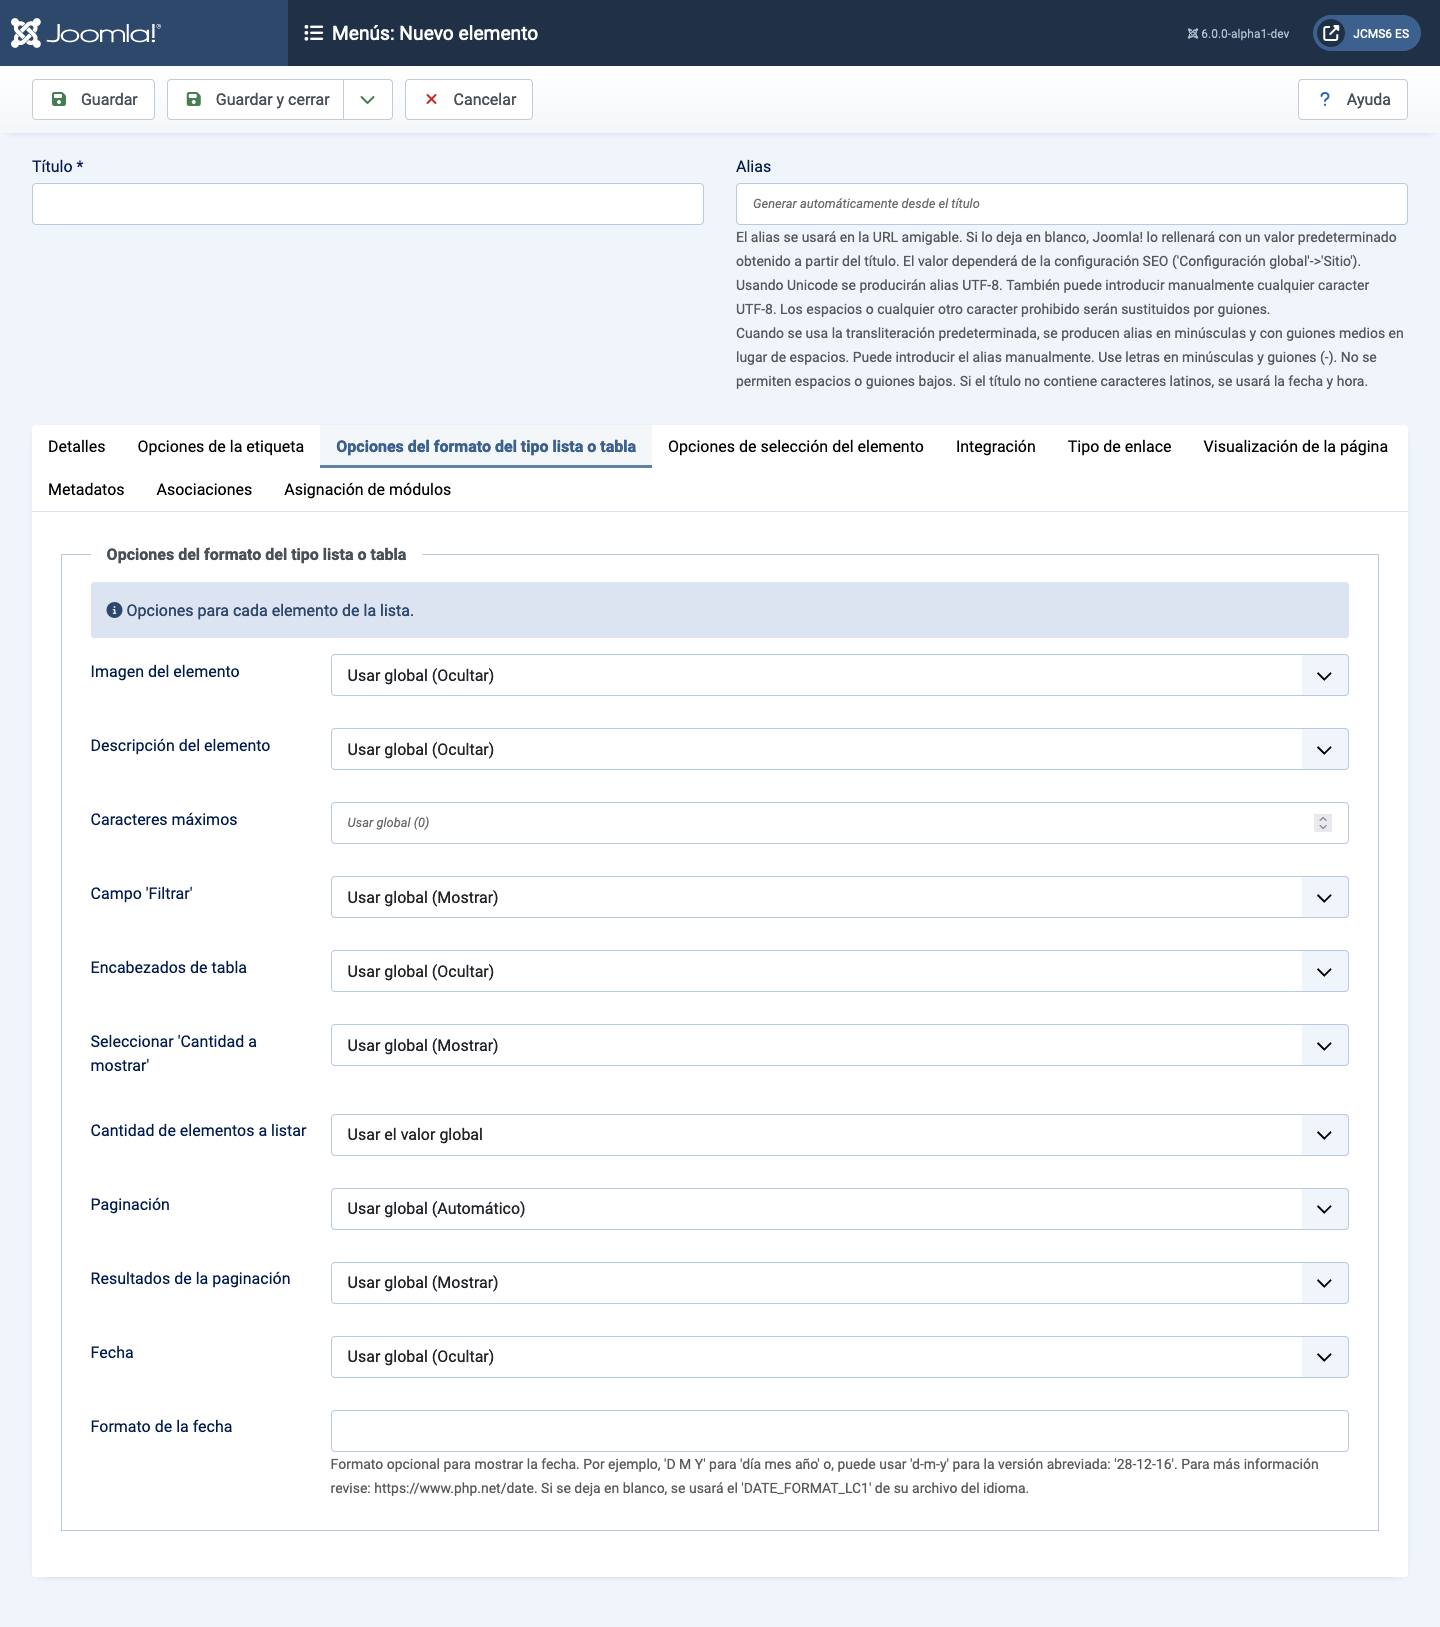 Joomla!®
Menús: Nuevo elemento
6.0.0-alpha1-dev
JCMS6 ES
Guardar
Guardar y cerrar
Cancelar
? Ayuda
Título *
Alias
Generar automáticamente desde el título
El alias se usará en la URL amigable. Si lo deja en blanco, Joomla! lo rellenará con un valor predeterminado
obtenido a partir del título. El valor dependerá de la configuración SEO ('Configuración global'->'Sitio').
Usando Unicode se producirán alias UTF-8. También puede introducir manualmente cualquier caracter
UTF-8. Los espacios o cualquier otro caracter prohibido serán sustituidos por guiones.
Cuando se usa la transliteración predeterminada, se producen alias en minúsculas y con guiones medios en
lugar de espacios. Puede introducir el alias manualmente. Use letras en minúsculas y guiones (-). No se
permiten espacios o guiones bajos. Si el título no contiene caracteres latinos, se usará la fecha y hora.
Detalles
Opciones de la etiqueta
Opciones del formato del tipo lista o tabla
Opciones de selección del elemento
Integración
Tipo de enlace
Visualización de la página
Metadatos
Asociaciones
Asignación de módulos
Opciones del formato del tipo lista o tabla
Opciones para cada elemento de la lista.
Imagen del elemento
Usar global (Ocultar)
Descripción del elemento
Usar global (Ocultar)
Caracteres máximos
Usar global (0)
Campo 'Filtrar'
Usar global (Mostrar)
Encabezados de tabla
Usar global (Ocultar)
Seleccionar 'Cantidad a
mostrar'
Usar global (Mostrar)
Cantidad de elementos a listar
Usar el valor global
Paginación
Usar global (Automático)
Resultados de la paginación
Usar global (Mostrar)
Fecha
Usar global (Ocultar)
Formato de la fecha
Formato opcional para mostrar la fecha. Por ejemplo, 'D M Y' para 'día mes año' o, puede usar 'd-m-y' para la versión abreviada: '28-12-16'. Para más información
revise: https://www.php.net/date. Si se deja en blanco, se usará el 'DATE_FORMAT_LC1' de su archivo del idioma.